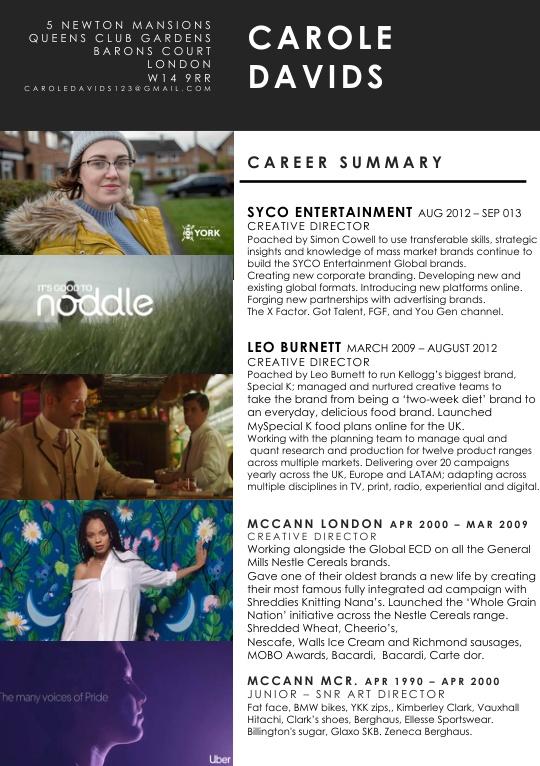 5 NEWTON MANSIONS
QUEENS CLUB GARDENS
BARONS COURT
LONDON
W14 9RR
CAROLEDAVIDS123@GMAIL.COM
CAROLE
DAVIDS
YORK
IT'S GOOD TO
noddle
The many voices of Pride
Uber
CAREER SUMMARY
SYCO ENTERTAINMENT AUG 2012 – SEP 013
CREATIVE DIRECTOR
Poached by Simon Cowell to use transferable skills, strategic
insights and knowledge of mass market brands continue to
build the SYCO Entertainment Global brands.
Creating new corporate branding. Developing new and
existing global formats. Introducing new platforms online.
Forging new partnerships with advertising brands.
The X Factor. Got Talent, FGF, and You Gen channel.
LEO BURNETT MARCH 2009 – AUGUST 2012
CREATIVE DIRECTOR
Poached by Leo Burnett to run Kellogg's biggest brand,
Special K; managed and nurtured creative teams to
take the brand from being a 'two-week diet' brand to
an everyday, delicious food brand. Launched
MySpecial K food plans online for the UK.
Working with the planning team to manage qual and
quant research and production for twelve product ranges
across multiple markets. Delivering over 20 campaigns
yearly across the UK, Europe and LATAM; adapting across
multiple disciplines in TV, print, radio, experiential and digital.
MCCANN LONDON APR 2000 – MAR 2009
CREATIVE DIRECTOR
Working alongside the Global ECD on all the General
Mills Nestle Cereals brands.
Gave one of their oldest brands a new life by creating
their most famous fully integrated ad campaign with
Shreddies Knitting Nana's. Launched the 'Whole Grain
Nation' initiative across the Nestle Cereals range.
Shredded Wheat, Cheerio's,
Nescafe, Walls Ice Cream and Richmond sausages,
MOBO Awards, Bacardi, Bacardi, Carte dor.
MCCANN MCR. APR 1990 – APR 2000
JUNIOR – SNR ART DIRECTOR
Fat face, BMW bikes, YKK zips,, Kimberley Clark, Vauxhall
Hitachi, Clark's shoes, Berghaus, Ellesse Sportswear.
Billington's sugar, Glaxo SKB. Zeneca Berghaus.